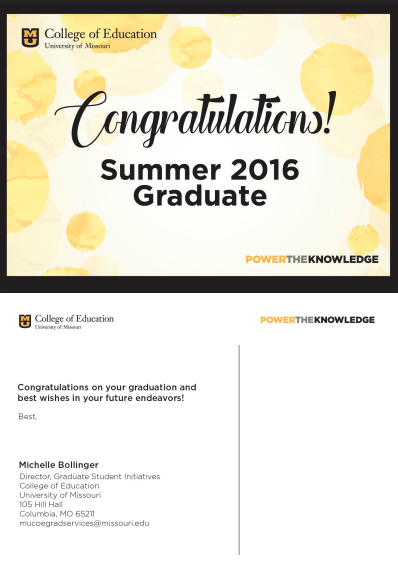 College of Education
University of Missouri
Congratulations!
Summer 2016
Graduate
POWERTHEKNOWLEDGE
College of Education
University of Missouri
POWERTHEKNOWLEDGE
Congratulations on your graduation and
best wishes in your future endeavors!
Best,
Michelle Bollinger
Director, Graduate Student Initiatives
College of Education
University of Missouri
105 Hill Hall
Columbia, MO 65211
mucoegradservices@missouri.edu